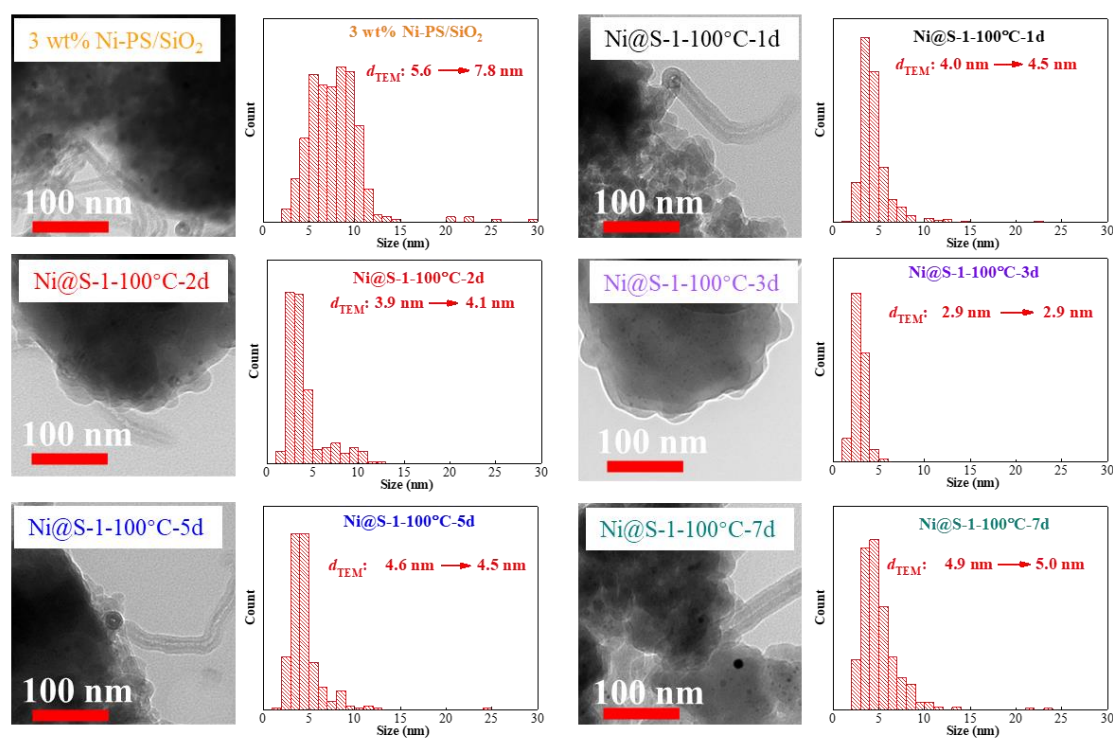 3 wt% Ni-PS/SiO₂
100 nm
3 wt% Ni-PS/SiO₂
d_TEM: 5.6 → 7.8 nm
Count
0 5 10 15 20 25 30
Size (nm)
Ni@S-1-100°C-1d
100 nm
Ni@S-1-100°C-1d
d_TEM: 4.0 nm → 4.5 nm
Count
0 5 10 15 20 25 30
Size (nm)
Ni@S-1-100°C-2d
100 nm
Ni@S-1-100°C-2d
d_TEM: 3.9 nm → 4.1 nm
Count
0 5 10 15 20 25 30
Size (nm)
Ni@S-1-100°C-3d
100 nm
Ni@S-1-100°C-3d
d_TEM: 2.9 nm → 2.9 nm
Count
0 5 10 15 20 25 30
Size (nm)
Ni@S-1-100°C-5d
100 nm
Ni@S-1-100°C-5d
d_TEM: 4.6 nm → 4.5 nm
Count
0 5 10 15 20 25 30
Size (nm)
Ni@S-1-100°C-7d
100 nm
Ni@S-1-100°C-7d
d_TEM: 4.9 nm → 5.0 nm
Count
0 5 10 15 20 25 30
Size (nm)